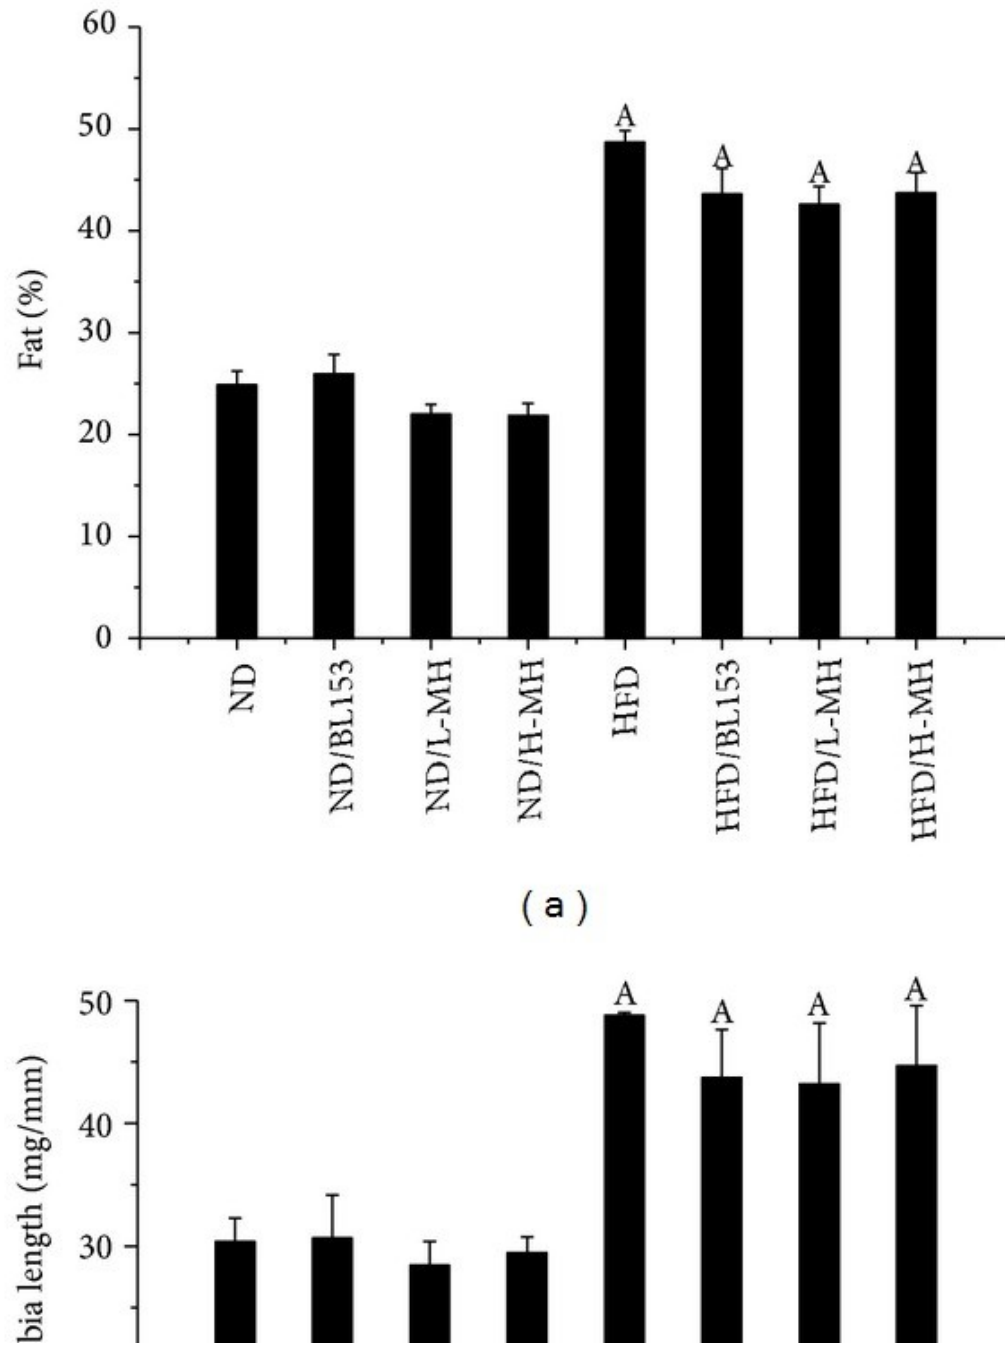 60
50
40
30
20
10
0
Fat (%)
A
A
A
A
ND
ND/BL153
ND/L-MH
ND/H-MH
HFD
HFD/BL153
HFD/L-MH
HFD/H-MH
( a )
50
40
30
bia length (mg/mm)
A
A
A
A